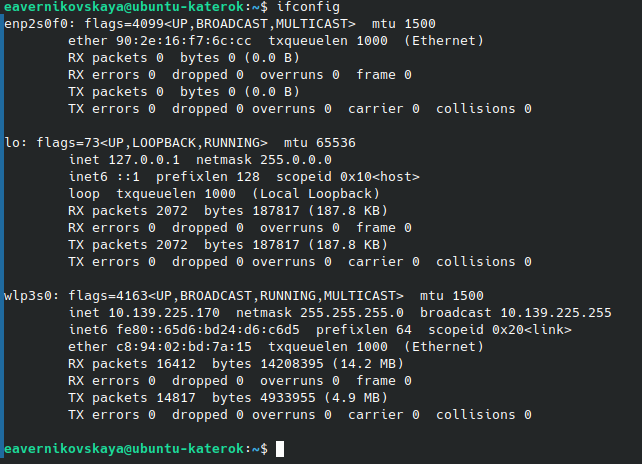 eavernikovskaya@ubuntu-katerok:~$ ifconfig
enp2s0f0: flags=4099<UP,BROADCAST,MULTICAST>  mtu 1500
        ether 90:2e:16:f7:6c:cc  txqueuelen 1000  (Ethernet)
        RX packets 0  bytes 0 (0.0 B)
        RX errors 0  dropped 0  overruns 0  frame 0
        TX packets 0  bytes 0 (0.0 B)
        TX errors 0  dropped 0 overruns 0  carrier 0  collisions 0

lo: flags=73<UP,LOOPBACK,RUNNING>  mtu 65536
        inet 127.0.0.1  netmask 255.0.0.0
        inet6 ::1  prefixlen 128  scopeid 0x10<host>
        loop  txqueuelen 1000  (Local Loopback)
        RX packets 2072  bytes 187817 (187.8 KB)
        RX errors 0  dropped 0  overruns 0  frame 0
        TX packets 2072  bytes 187817 (187.8 KB)
        TX errors 0  dropped 0 overruns 0  carrier 0  collisions 0

wlp3s0: flags=4163<UP,BROADCAST,RUNNING,MULTICAST>  mtu 1500
        inet 10.139.225.170  netmask 255.255.255.0  broadcast 10.139.225.255
        inet6 fe80::65d6:bd24:d6:c6d5  prefixlen 64  scopeid 0x20<link>
        ether c8:94:02:bd:7a:15  txqueuelen 1000  (Ethernet)
        RX packets 16412  bytes 14208395 (14.2 MB)
        RX errors 0  dropped 0  overruns 0  frame 0
        TX packets 14817  bytes 4933955 (4.9 MB)
        TX errors 0  dropped 0 overruns 0  carrier 0  collisions 0

eavernikovskaya@ubuntu-katerok:~$